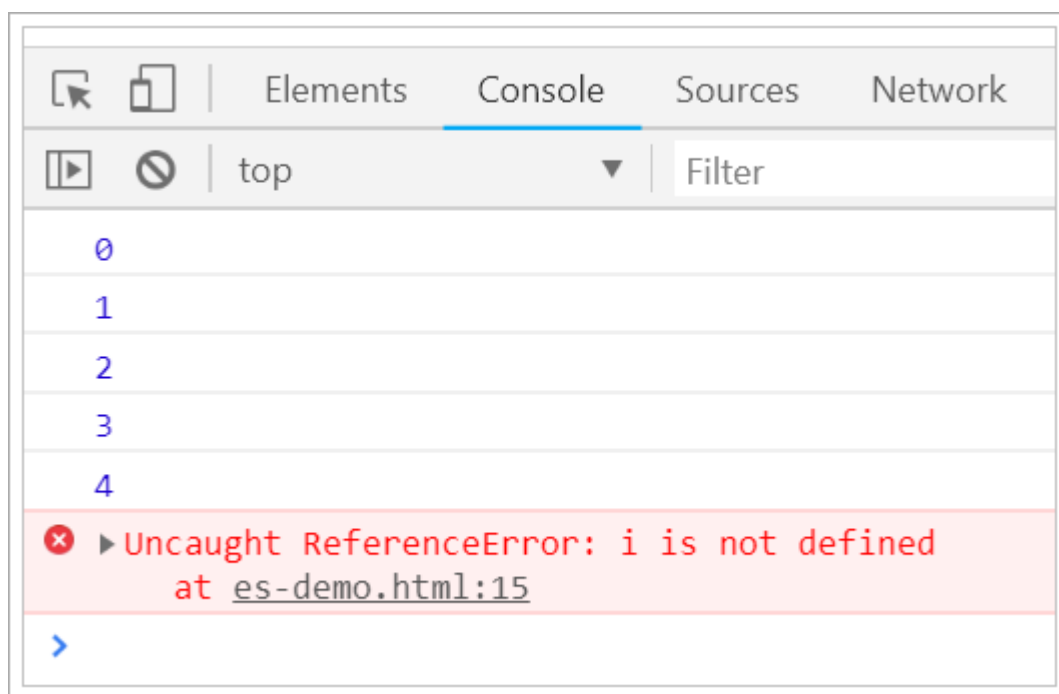 Elements Console Sources Network
top Filter
0
1
2
3
4
Uncaught ReferenceError: i is not defined
at es-demo.html:15